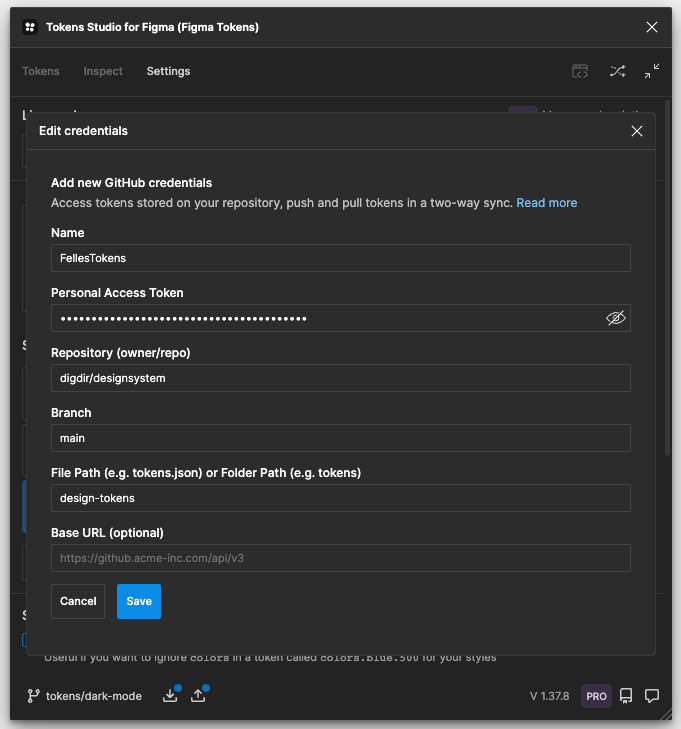 Tokens Studio for Figma (Figma Tokens)
Tokens Inspect Settings
Edit credentials
Add new GitHub credentials
Access tokens stored on your repository, push and pull tokens in a two-way sync. Read more
Name
FellesTokens
Personal Access Token
••••••••••••••••••••••••••••••••••••••••
Repository (owner/repo)
digdir/designsystem
Branch
main
File Path (e.g. tokens.json) or Folder Path (e.g. tokens)
design-tokens
Base URL (optional)
https://github.acme-inc.com/api/v3
Cancel Save
Useful if you want to ignore colors in a token called colors.blue.500 for your styles
tokens/dark-mode V 1.37.8 PRO